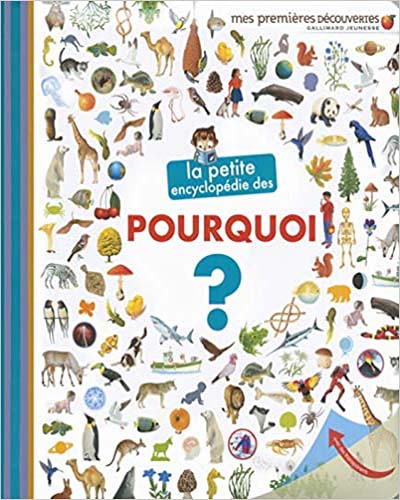 mes premières DÉCOUVERTES
GALLIMARD JEUNESSE
la petite
encyclopédie des
POURQUOI
?